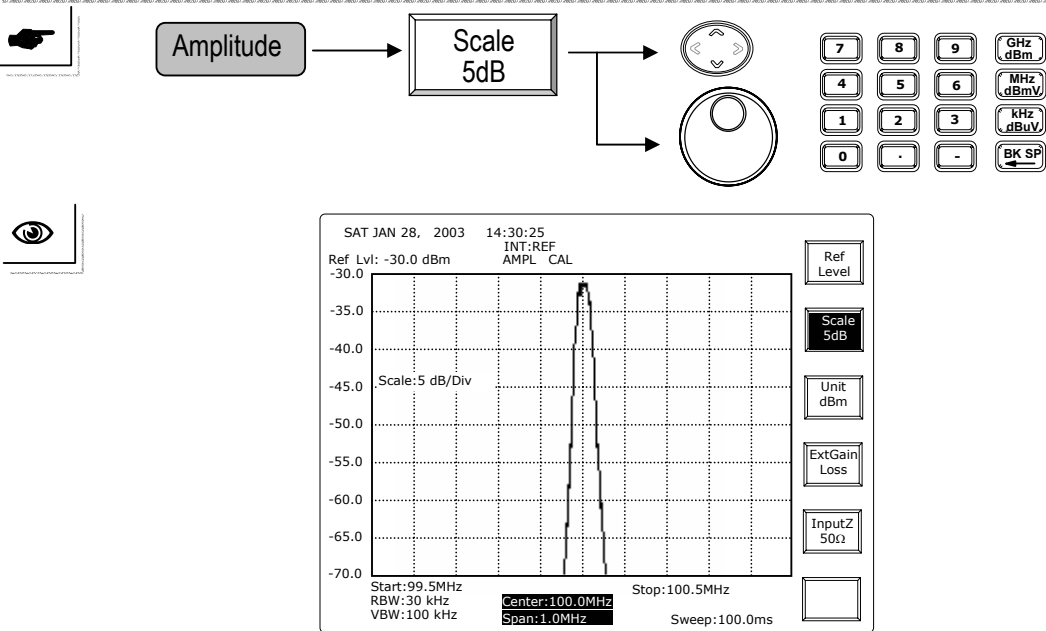 Amplitude
Scale
5dB
7 8 9 GHz dBm
4 5 6 MHz dBmV
1 2 3 kHz dBuV
0 . - BK SP
SAT JAN 28, 2003 14:30:25
INT:REF
Ref Lvl: -30.0 dBm AMPL CAL
-30.0
-35.0
-40.0
-45.0
-50.0
-55.0
-60.0
-65.0
-70.0
Scale:5 dB/Div
Start:99.5MHz Stop:100.5MHz
RBW:30 kHz Center:100.0MHz
VBW:100 kHz Span:1.0MHz Sweep:100.0ms
Ref
Level
Scale
5dB
Unit
dBm
ExtGain
Loss
InputZ
50Ω